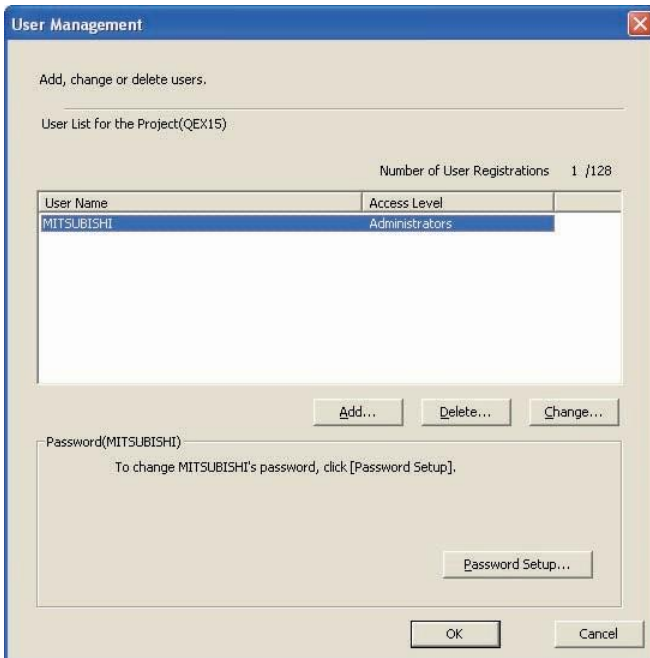 User Management
Add, change or delete users.
User List for the Project(QEX15)
Number of User Registrations 1 /128
User Name Access Level
MITSUBISHI Administrators
Add... Delete... Change...
Password(MITSUBISHI)
To change MITSUBISHI's password, click [Password Setup].
Password Setup...
OK Cancel